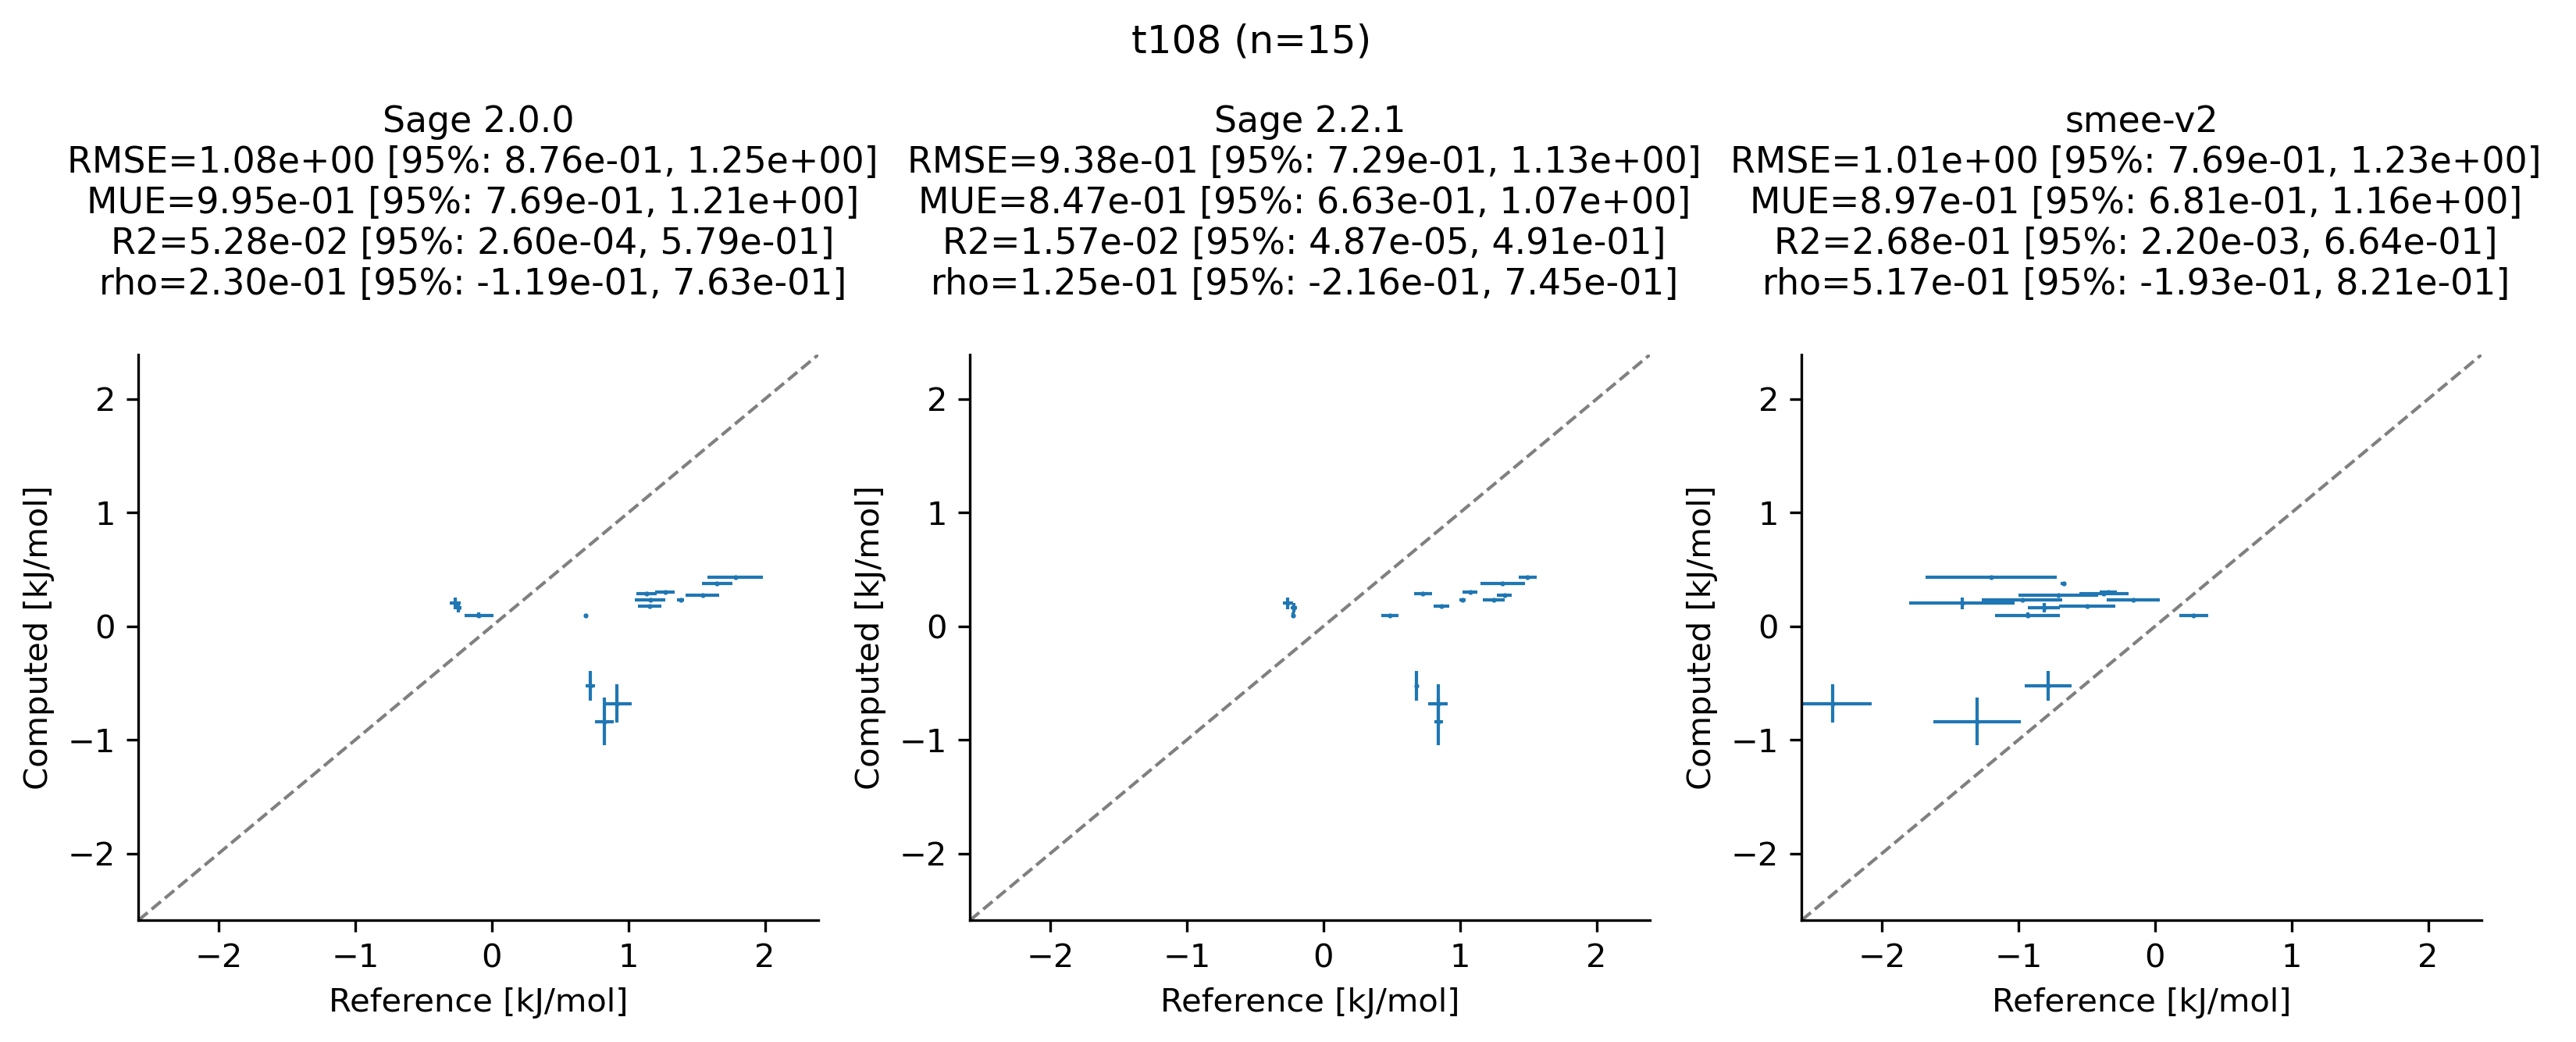 t108 (n=15)
Sage 2.0.0
RMSE=1.08e+00 [95%: 8.76e-01, 1.25e+00]
MUE=9.95e-01 [95%: 7.69e-01, 1.21e+00]
R2=5.28e-02 [95%: 2.60e-04, 5.79e-01]
rho=2.30e-01 [95%: -1.19e-01, 7.63e-01]
2
1
0
−1
−2
Computed [kJ/mol]
−2 −1 0 1 2
Reference [kJ/mol]
Sage 2.2.1
RMSE=9.38e-01 [95%: 7.29e-01, 1.13e+00]
MUE=8.47e-01 [95%: 6.63e-01, 1.07e+00]
R2=1.57e-02 [95%: 4.87e-05, 4.91e-01]
rho=1.25e-01 [95%: -2.16e-01, 7.45e-01]
2
1
0
−1
−2
Computed [kJ/mol]
−2 −1 0 1 2
Reference [kJ/mol]
smee-v2
RMSE=1.01e+00 [95%: 7.69e-01, 1.23e+00]
MUE=8.97e-01 [95%: 6.81e-01, 1.16e+00]
R2=2.68e-01 [95%: 2.20e-03, 6.64e-01]
rho=5.17e-01 [95%: -1.93e-01, 8.21e-01]
2
1
0
−1
−2
Computed [kJ/mol]
−2 −1 0 1 2
Reference [kJ/mol]